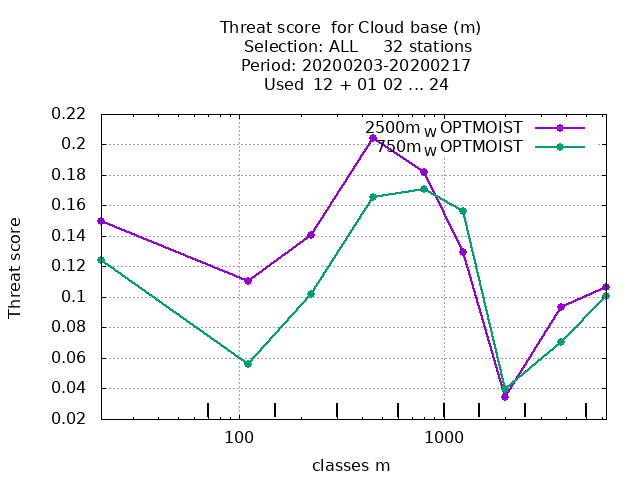 Threat score  for Cloud base (m)
Selection: ALL     32 stations
Period: 20200203-20200217
Used  12 + 01 02 ... 24
2500m W OPTMOIST
750m W OPTMOIST
0.22
0.2
0.18
0.16
0.14
0.12
0.1
0.08
0.06
0.04
0.02
Threat score
100
1000
classes m